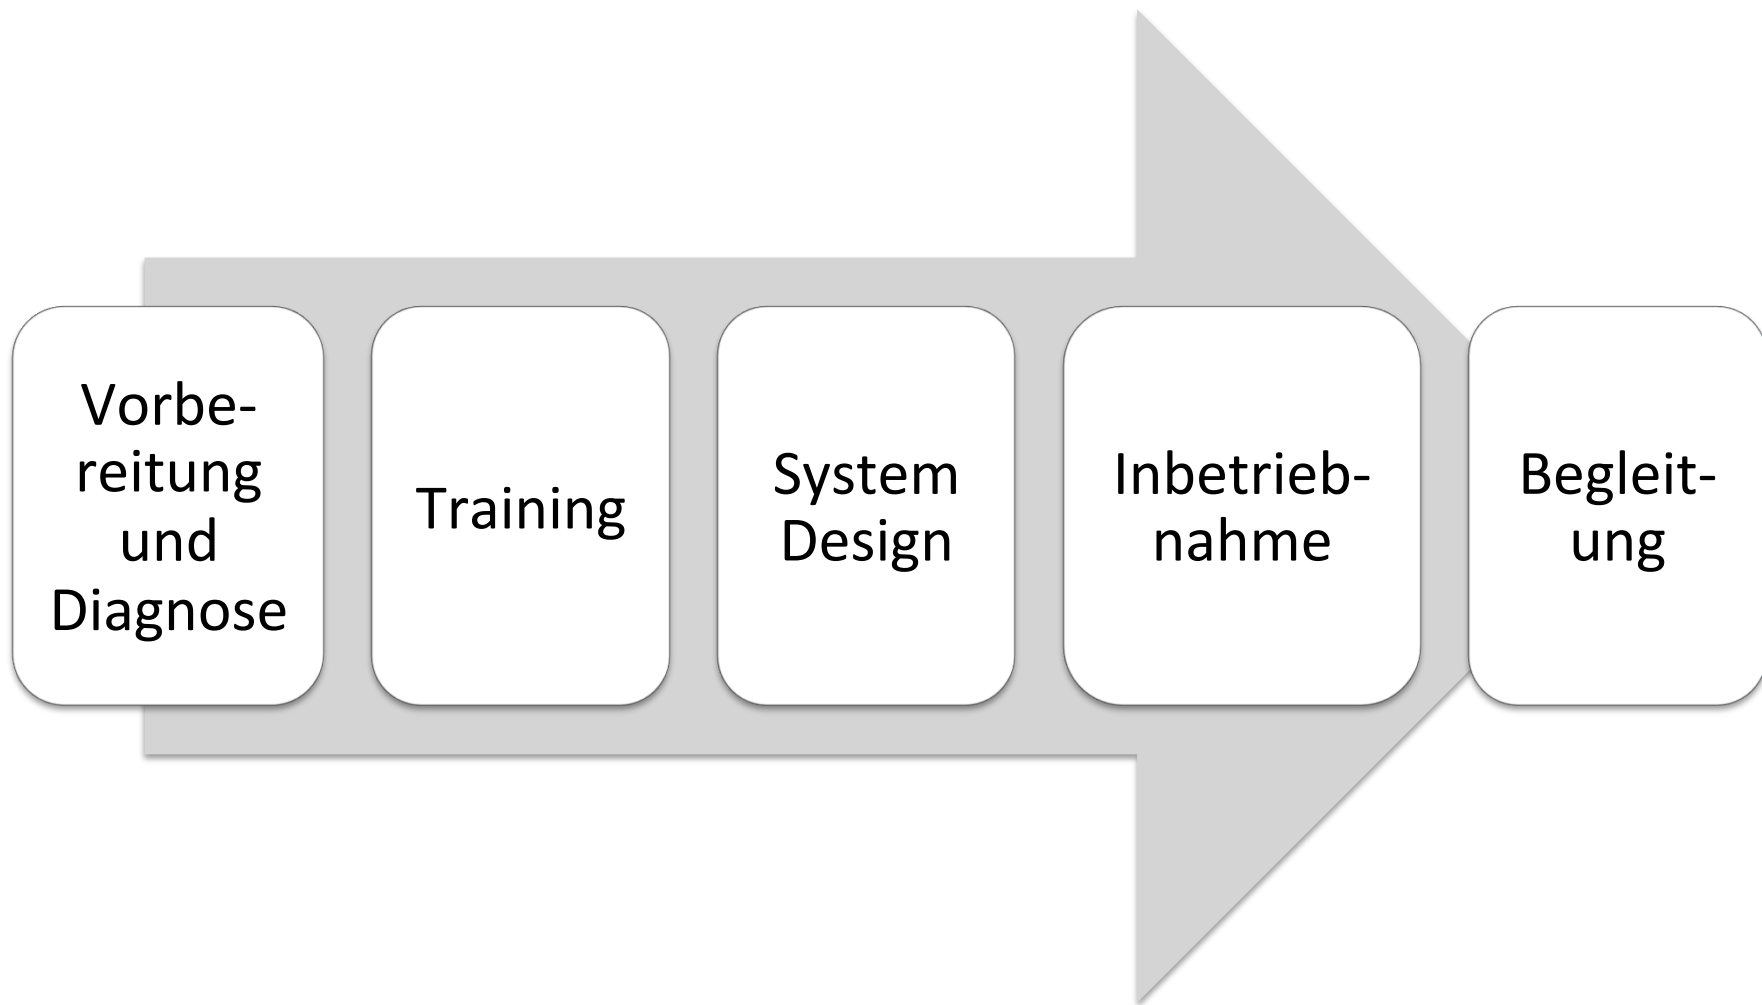 Vorbe-
reitung
und
Diagnose
Training
System
Design
Inbetrieb-
nahme
Begleit-
ung